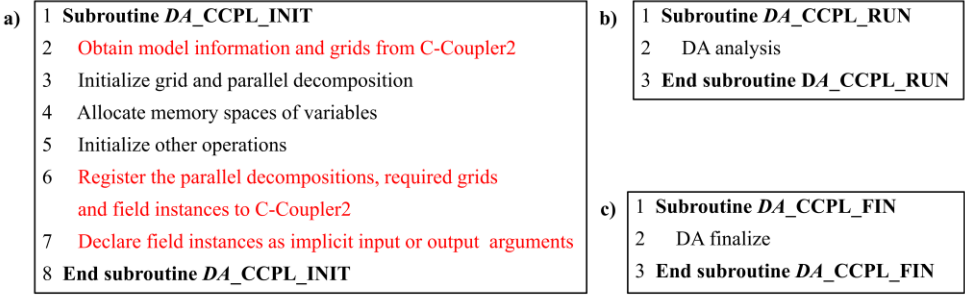 a)
1 Subroutine DA_CCPL_INIT
2 Obtain model information and grids from C-Coupler2
3 Initialize grid and parallel decomposition
4 Allocate memory spaces of variables
5 Initialize other operations
6 Register the parallel decompositions, required grids
and field instances to C-Coupler2
7 Declare field instances as implicit input or output arguments
8 End subroutine DA_CCPL_INIT
b)
1 Subroutine DA_CCPL_RUN
2 DA analysis
3 End subroutine DA_CCPL_RUN
c)
1 Subroutine DA_CCPL_FIN
2 DA finalize
3 End subroutine DA_CCPL_FIN